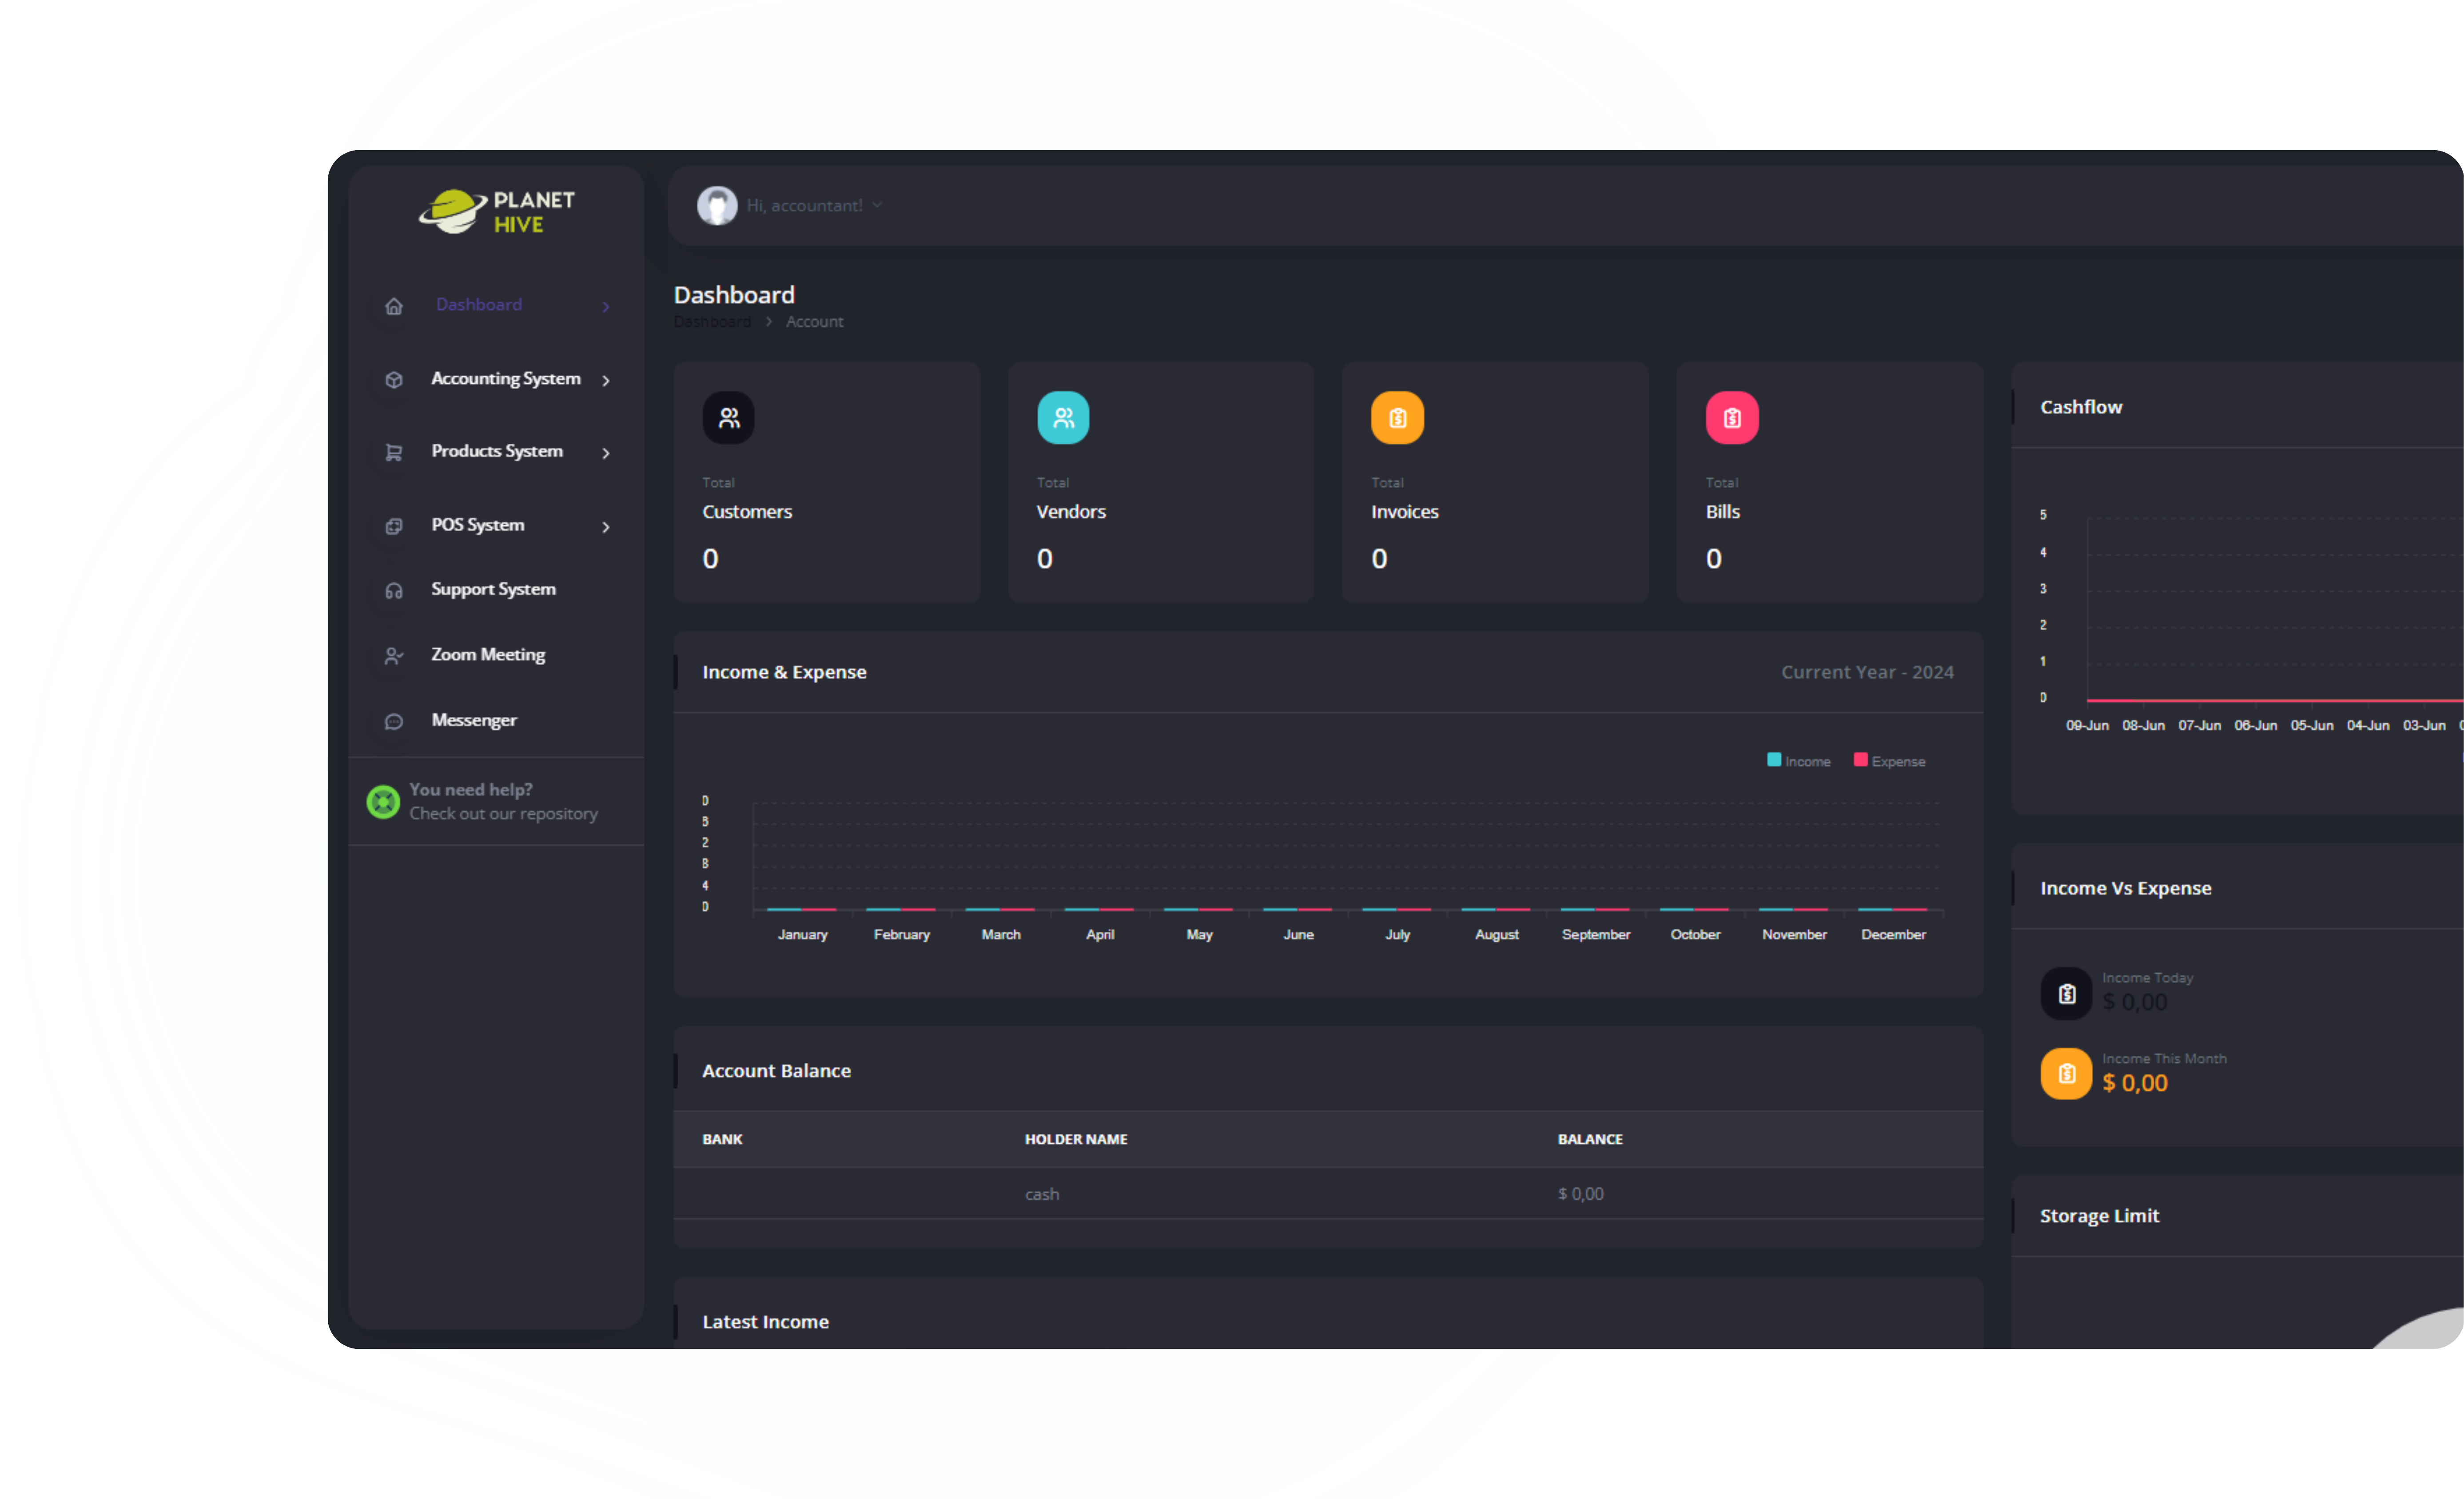 PLANET
HIVE
Dashboard
Accounting System
Products System
POS System
Support System
Zoom Meeting
Messenger
You need help?
Check out our repository
Hi, accountant!
Dashboard
Dashboard > Account
Total
Customers
0
Total
Vendors
0
Total
Invoices
0
Total
Bills
0
Income & Expense
Current Year - 2024
Income
Expense
4
2
January February March April May June July August September October November December
Account Balance
BANK HOLDER NAME BALANCE
cash $ 0,00
Latest Income
Cashflow
5
4
3
2
1
0
09-Jun 08-Jun 07-Jun 06-Jun 05-Jun 04-Jun 03-Jun
Income Vs Expense
Income Today
$ 0,00
Income This Month
$ 0,00
Storage Limit